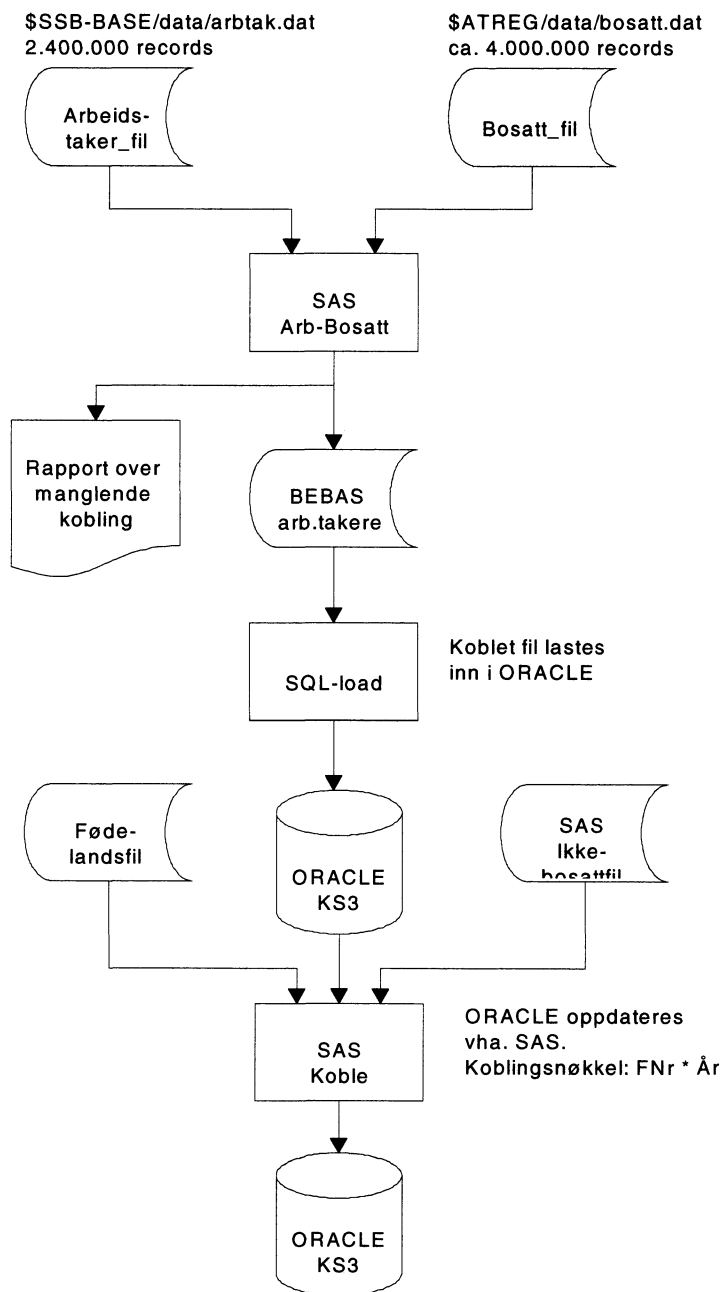 $SSB-BASE/data/arbtak.dat
2.400.000 records
$ATREG/data/bosatt.dat
ca. 4.000.000 records
Arbeids-
taker_fil
Bosatt_fil
SAS
Arb-Bosatt
Rapport over
manglende
kobling
BEBAS
arb.takere
SQL-load
Koblet fil lastes
inn i ORACLE
Føde-
landsfil
ORACLE
KS3
SAS
Ikke-
bosattfil
SAS
Koble
ORACLE oppdateres
vha. SAS.
Koblingsnøkkel: FNr * År
ORACLE
KS3